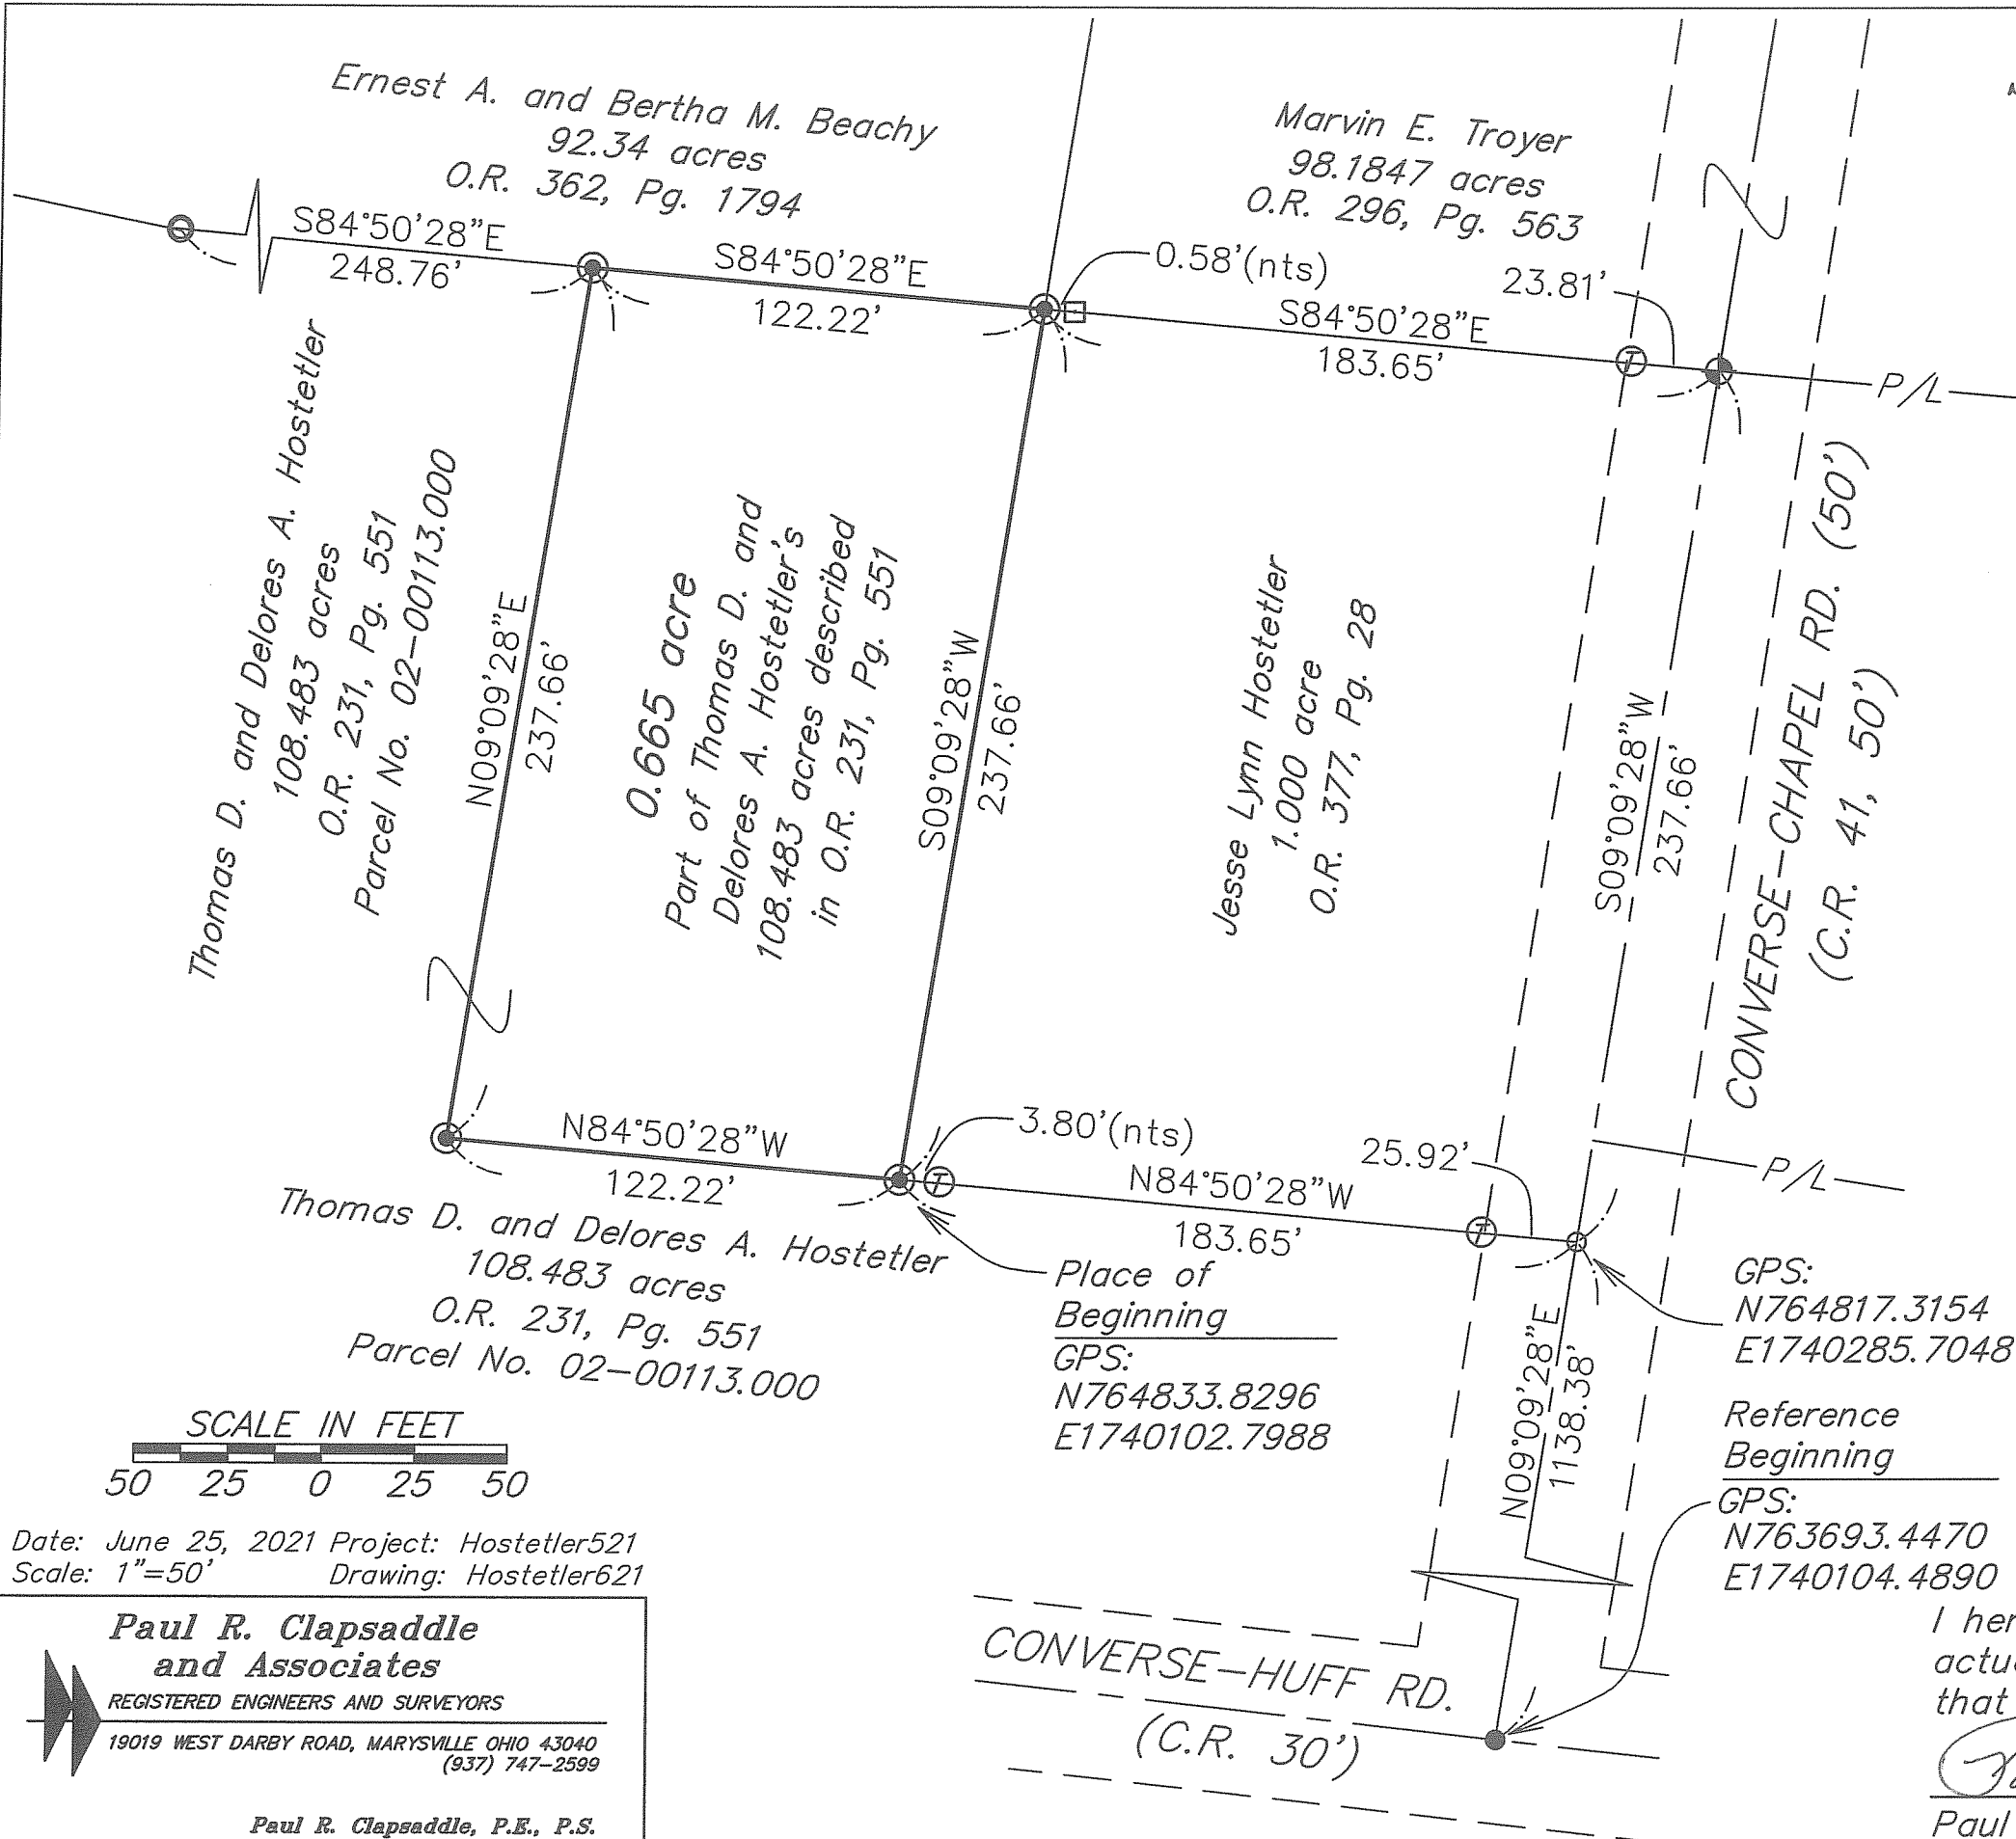 Ernest A. and Bertha M. Beachy
92.34 acres
O.R. 362, Pg. 1794
Marvin E. Troyer
98.1847 acres
O.R. 296, Pg. 563
S84°50'28"E
248.76'
S84°50'28"E
122.22'
0.58'(nts)
S84°50'28"E
183.65'
23.81'
P/L
Thomas D. and Delores A. Hostetler
108.483 acres
O.R. 231, Pg. 551
Parcel No. 02-00113.000
N09°09'28"E
237.66'
0.665 acre
Part of Thomas D. and
Delores A. Hostetler's
108.483 acres described
in O.R. 231, Pg. 551
S09°09'28"W
237.66'
Jesse Lynn Hostetler
1.000 acre
O.R. 377, Pg. 28
S09°09'28"W
237.66'
CONVERSE-CHAPEL RD. (50')
(C.R. 41, 50')
N84°50'28"W
122.22'
3.80'(nts)
N84°50'28"W
183.65'
25.92'
P/L
Thomas D. and Delores A. Hostetler
108.483 acres
O.R. 231, Pg. 551
Parcel No. 02-00113.000
Place of
Beginning
GPS:
N764833.8296
E1740102.7988
GPS:
N764817.3154
E1740285.7048
N09°09'28"E
1138.38'
Reference
Beginning
GPS:
N763693.4470
E1740104.4890
SCALE IN FEET
50 25 0 25 50
Date: June 25, 2021 Project: Hostetler521
Scale: 1"=50' Drawing: Hostetler621
Paul R. Clapsaddle
and Associates
REGISTERED ENGINEERS AND SURVEYORS
19019 WEST DARBY ROAD, MARYSVILLE OHIO 43040
(937) 747-2599
Paul R. Clapsaddle, P.E., P.S.
CONVERSE-HUFF RD.
(C.R. 30')
I her
actu
that
Paul